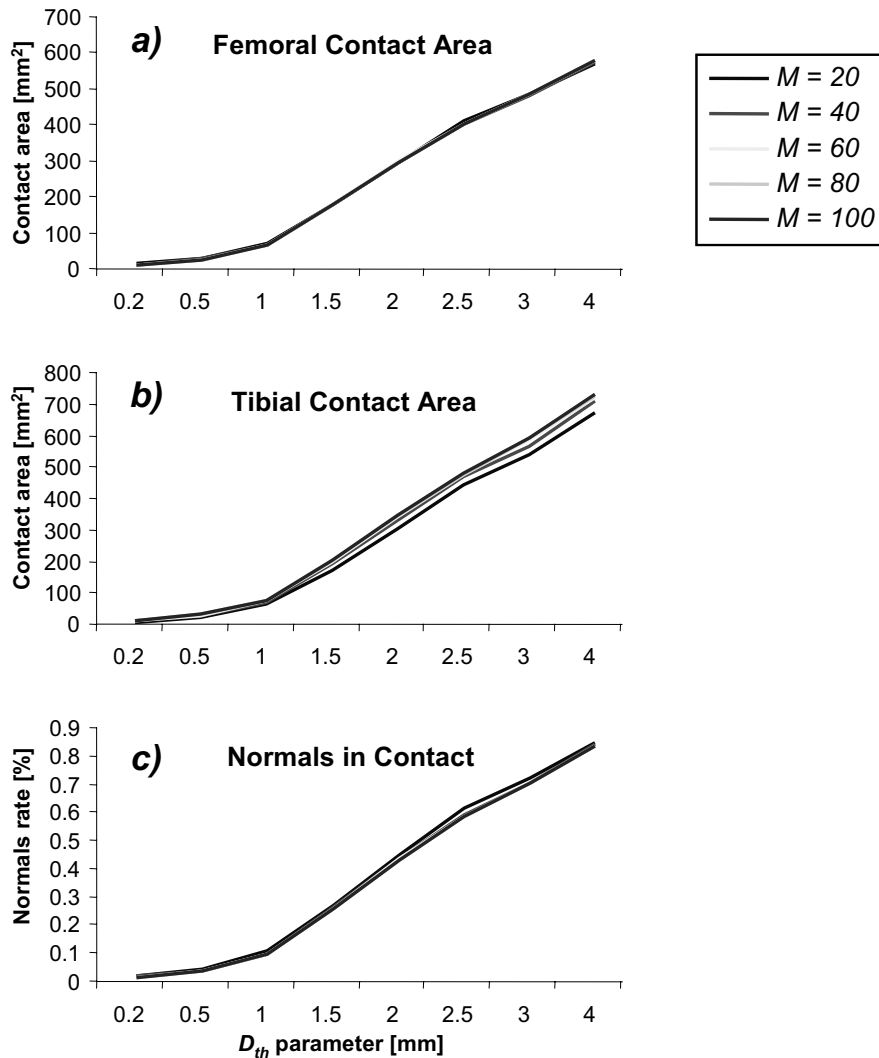 a) Femoral Contact Area
Contact area [mm²]
700
600
500
400
300
200
100
0
0.2 0.5 1 1.5 2 2.5 3 4
M = 20
M = 40
M = 60
M = 80
M = 100
b) Tibial Contact Area
Contact area [mm²]
800
700
600
500
400
300
200
100
0
0.2 0.5 1 1.5 2 2.5 3 4
c) Normals in Contact
Normals rate [%]
0.9
0.8
0.7
0.6
0.5
0.4
0.3
0.2
0.1
0
0.2 0.5 1 1.5 2 2.5 3 4
Dth parameter [mm]